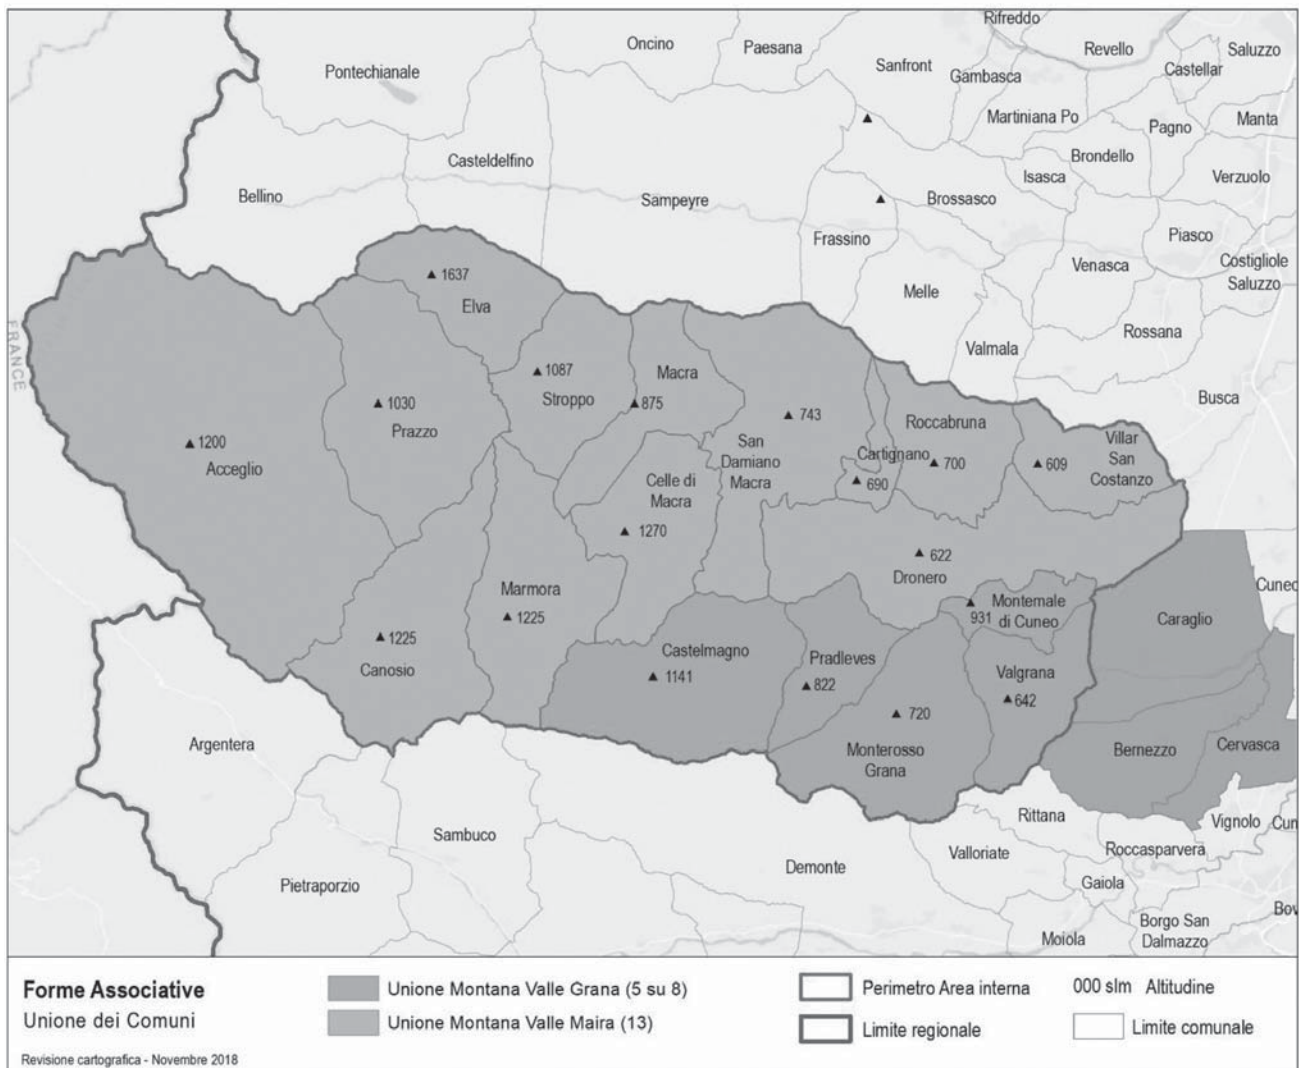 Rifreddo
Oncino
Paesana
Revello
Saluzzo
Pontechianale
Sanfront
Gambasca
Castellar
Martiniana Po
Pagno
Manta
Casteldelfino
Brondello
Isasca
Verzuolo
Bellino
Sampeyre
Brossasco
Frassino
Piasco
Venasca
Costigliole
Saluzzo
Melle
1637
Elva
Rossana
Valmala
FRANCE
1087
Stroppo
Macra
875
Busca
1030
Prazzo
743
Roccabruna
1200
Acceglio
San
Damiano
Macra
Cartignano
700
690
609
Villar
San
Costanzo
Celle di
Macra
1270
622
Dronero
Marmora
1225
Montemale
di Cuneo
931
Cuneo
Caraglio
1225
Canosio
Castelmagno
1141
Pradleves
822
Valgrana
642
720
Monterosso
Grana
Argentera
Bernezzo
Cervasca
Sambuco
Rittana
Vignolo
Cun
Demonte
Valloriate
Roccasparvera
Pietraporzio
Gaiola
Bov
Borgo San
Dalmazzo
Moiola
Forme Associative
Unione dei Comuni
Revisione cartografica - Novembre 2018
Unione Montana Valle Grana (5 su 8)
Unione Montana Valle Maira (13)
Perimetro Area interna
Limite regionale
000 slm Altitudine
Limite comunale